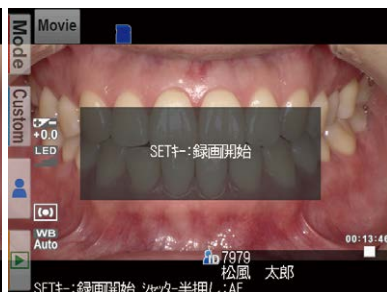 Mode
Movie
Custom
+0.0
LED
SETｷｰ:録画開始
WB
Auto
00:13:46
ID 7979
松風 太郎
SETｷｰ:録画開始 ｼｬｯﾀｰ半押し:AF